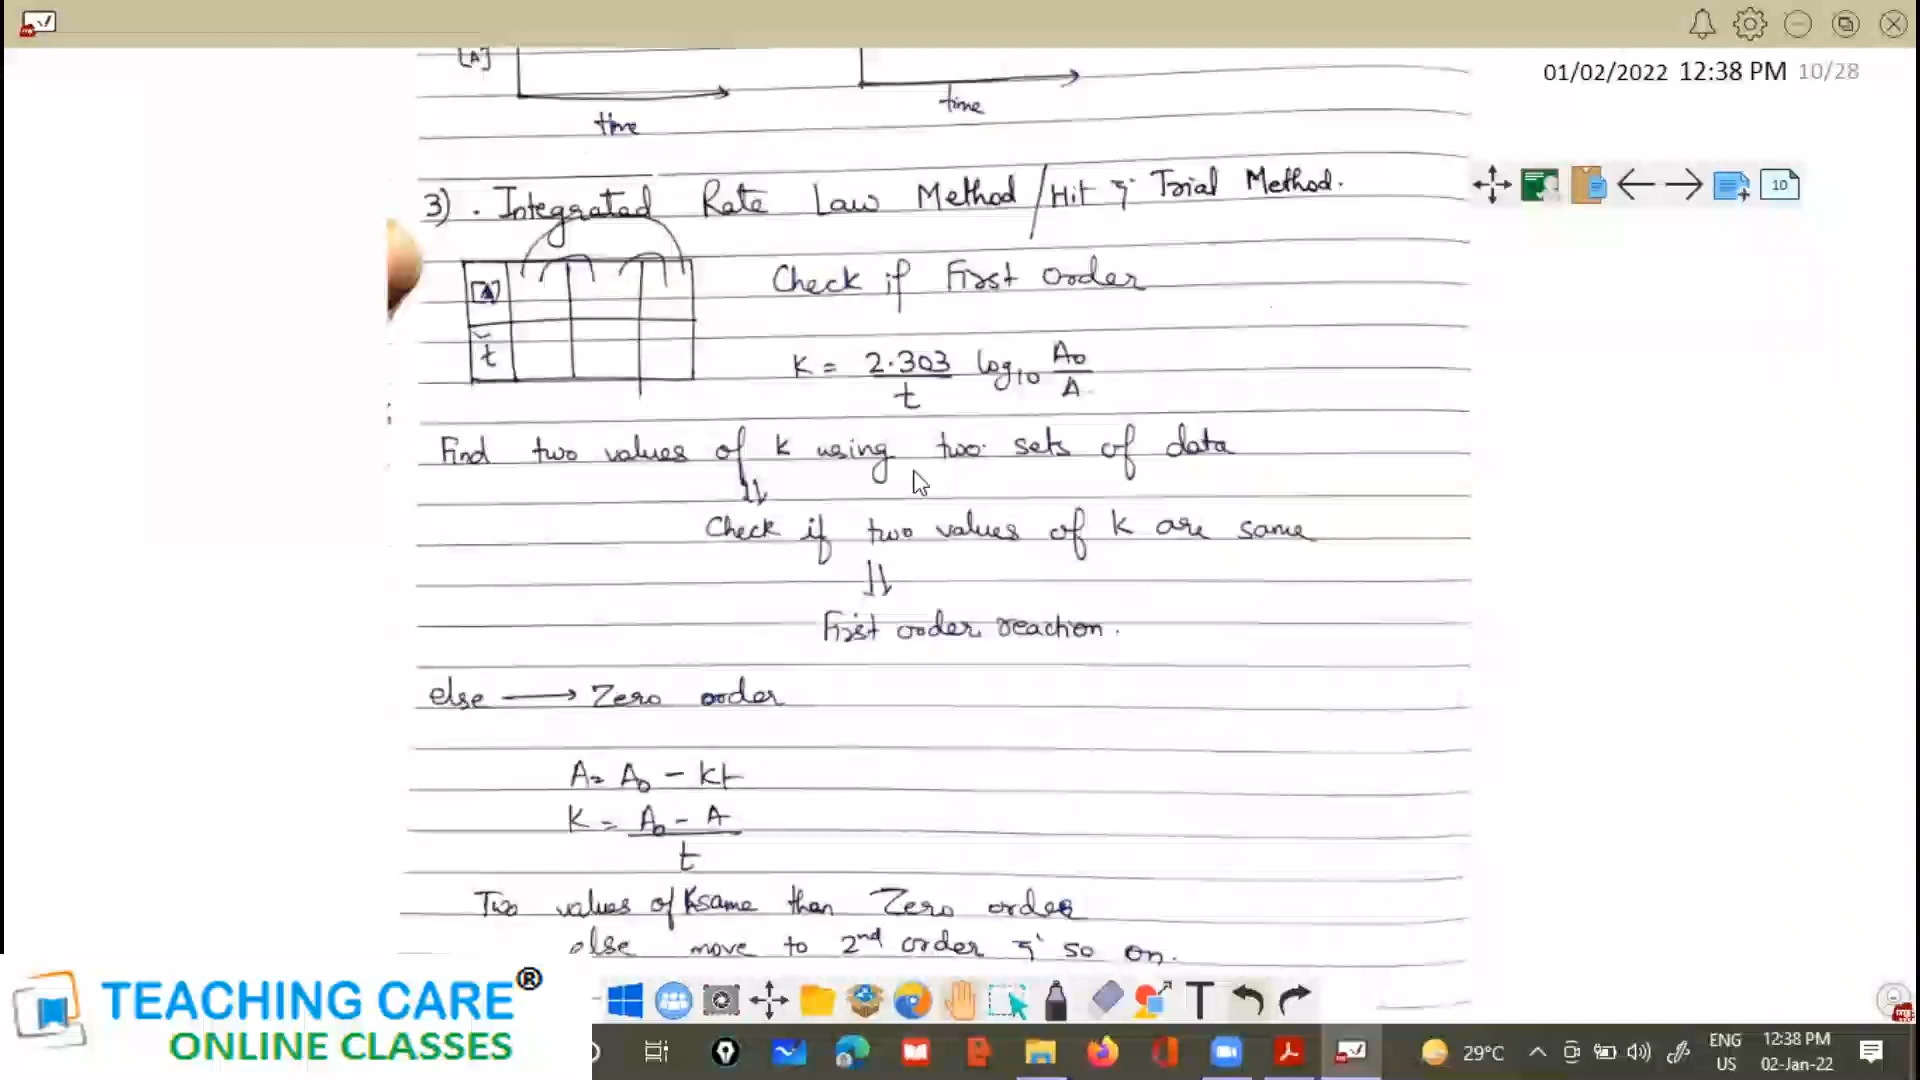 01/02/2022 12:38 PM 10/28
[A]
time
time
3). Integrated Rate Law Method / Hit & Trial Method.
10
[A]
t
Check if First order
K = 2.303 log10 A0
t A
Find two values of k using two sets of data
Check if two values of k are same
First order reaction.
else → Zero order
A = A0 - kt
K = A0 - A
t
Two values of K same than Zero order
else move to 2nd order & so on.
TEACHING CARE®
ONLINE CLASSES
T
29°C
ENG
US
12:38 PM
02-Jan-22